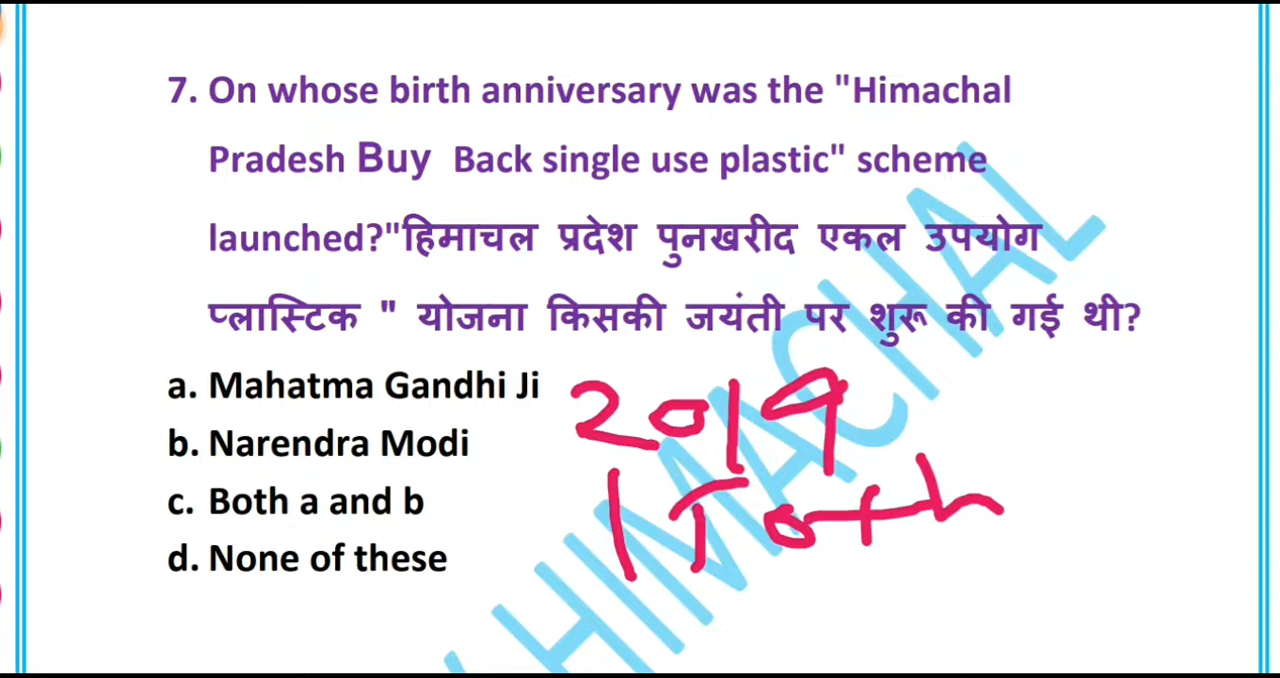 7. On whose birth anniversary was the "Himachal
Pradesh Buy Back single use plastic" scheme
launched?"हिमाचल प्रदेश पुनखरीद एकल उपयोग
प्लास्टिक " योजना किसकी जयंती पर शुरू की गई थी?
a. Mahatma Gandhi Ji
b. Narendra Modi
c. Both a and b
d. None of these
2019
HIMACHAL